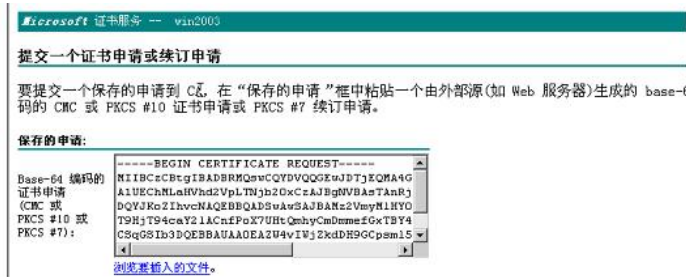 Microsoft 证书服务 -- win2003
提交一个证书申请或续订申请
要提交一个保存的申请到 CA, 在“保存的申请”框中粘贴一个由外部源(如 Web 服务器)生成的 base-6
码的 CMC 或 PKCS #10 证书申请或 PKCS #7 续订申请。
保存的申请:
Base-64 编码的
证书申请
(CMC 或
PKCS #10 或
PKCS #7):
-----BEGIN CERTIFICATE REQUEST-----
MIIBCzCBtgIBADBRMQswCQYDVQQGEwJDTjEQMA4G
A1UEChMLaHVhd2VpLTNjb20xCzAJBgNVBAsTAnRj
DQYJKoZIhvcNAQEBBQADSwAwSAJBAMz2VmyM1HYO
T9HjT94caY21ACnfPoX7UHtQmhyCmDmmefGxTBY4
CSqGSIb3DQEBBAUAA0EAZW4vIWjZkdDH9GCpsm15
浏览要插入的文件。